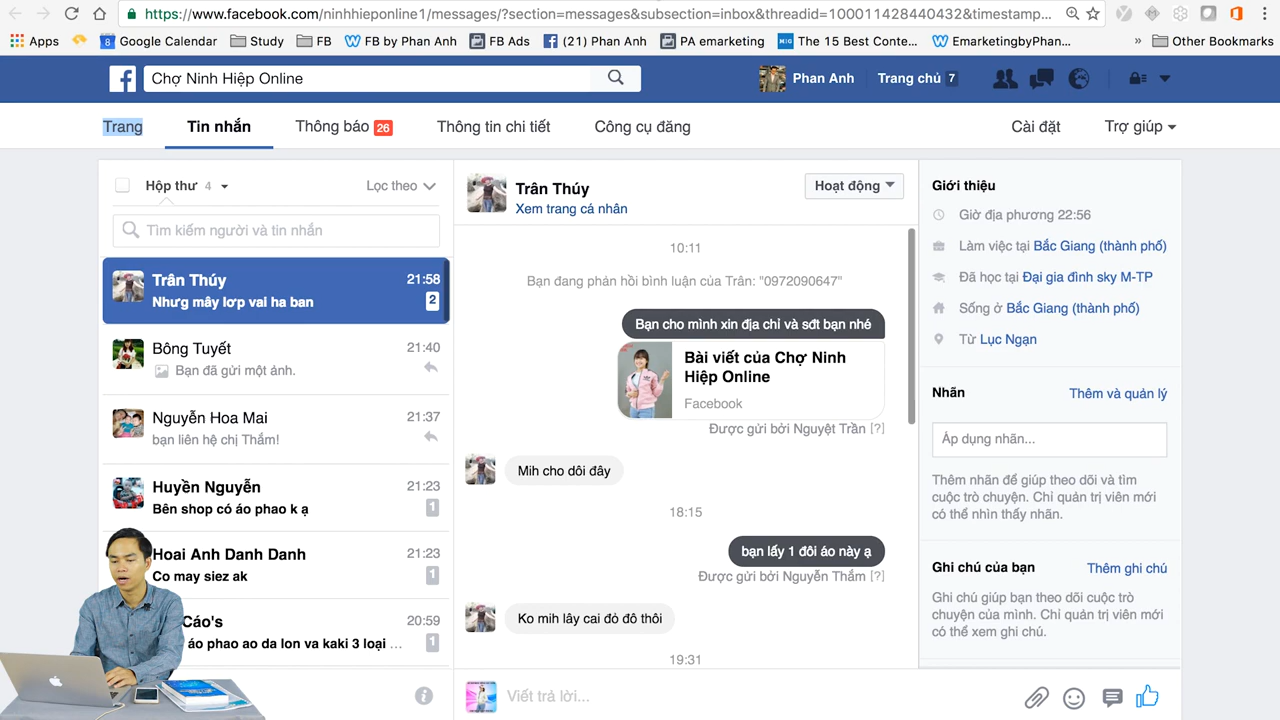 https://www.facebook.com/ninhhieponline1/messages/?section=messages&subsection=inbox&threadid=100011428440432&timestamp...
Apps
8 Google Calendar
Study
FB
FB by Phan Anh
FB Ads
(21) Phan Anh
PA emarketing
The 15 Best Conte...
EmarketingbyPhan...
»
Other Bookmarks
Chợ Ninh Hiệp Online
Phan Anh
Trang chủ 7
Trang
Tin nhắn
Thông báo 26
Thông tin chi tiết
Công cụ đăng
Cài đặt
Trợ giúp
Hộp thư 4
Lọc theo
Tìm kiếm người và tin nhắn
Trân Thúy 21:58
Nhưg mây lơp vai ha ban 2
Bông Tuyết 21:40
Bạn đã gửi một ảnh.
Nguyễn Hoa Mai 21:37
bạn liên hệ chị Thắm!
Huyền Nguyễn 21:23
Bên shop có áo phao k ạ 1
Hoai Anh Danh Danh 21:23
Co may siez ak 1
Cáo's 20:59
áo phao ao da lon va kaki 3 loại ... 1
Trân Thúy
Xem trang cá nhân
Hoạt động
10:11
Bạn đang phản hồi bình luận của Trân: "0972090647"
Bạn cho mình xin địa chỉ và sđt bạn nhé
Bài viết của Chợ Ninh
Hiệp Online
Facebook
Được gửi bởi Nguyệt Trần [?]
Mih cho dôi đây
18:15
bạn lấy 1 đôi áo này ạ
Được gửi bởi Nguyễn Thắm [?]
Ko mih lây cai đỏ đô thôi
19:31
Viết trả lời...
Giới thiệu
Giờ địa phương 22:56
Làm việc tại Bắc Giang (thành phố)
Đã học tại Đại gia đình sky M-TP
Sống ở Bắc Giang (thành phố)
Từ Lục Ngạn
Nhãn
Thêm và quản lý
Áp dụng nhãn...
Thêm nhãn để giúp theo dõi và tìm
cuộc trò chuyện. Chỉ quản trị viên mới
có thể nhìn thấy nhãn.
Ghi chú của bạn
Thêm ghi chú
Ghi chú giúp bạn theo dõi cuộc trò
chuyện của mình. Chỉ quản trị viên mới
có thể xem ghi chú.